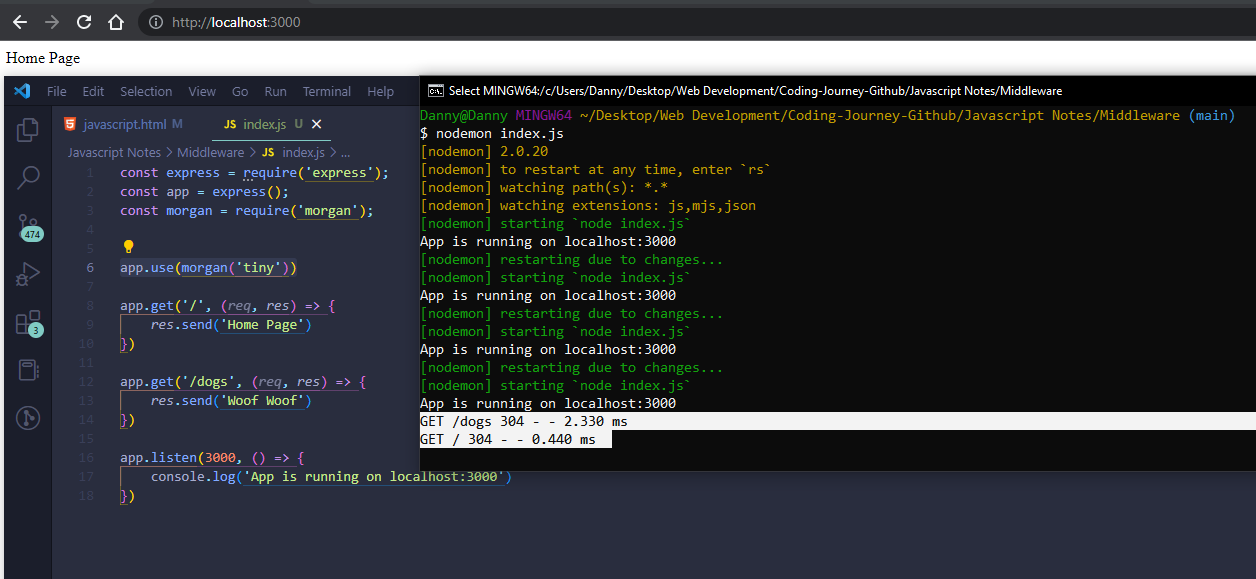 http://localhost:3000
Home Page
File Edit Selection View Go Run Terminal Help
javascript.html M
JS index.js U
Javascript Notes > Middleware > JS index.js > ...
474
3
1 const express = require('express');
2 const app = express();
3 const morgan = require('morgan');
4
5
6 app.use(morgan('tiny'))
7
8 app.get('/', (req, res) => {
9 res.send('Home Page')
10 })
11
12 app.get('/dogs', (req, res) => {
13 res.send('Woof Woof')
14 })
15
16 app.listen(3000, () => {
17 console.log('App is running on localhost:3000')
18 })
Select MINGW64:/c/Users/Danny/Desktop/Web Development/Coding-Journey-Github/Javascript Notes/Middleware
Danny@Danny MINGW64 ~/Desktop/Web Development/Coding-Journey-Github/Javascript Notes/Middleware (main)
$ nodemon index.js
[nodemon] 2.0.20
[nodemon] to restart at any time, enter `rs`
[nodemon] watching path(s): *.*
[nodemon] watching extensions: js,mjs,json
[nodemon] starting `node index.js`
App is running on localhost:3000
[nodemon] restarting due to changes...
[nodemon] starting `node index.js`
App is running on localhost:3000
[nodemon] restarting due to changes...
[nodemon] starting `node index.js`
App is running on localhost:3000
[nodemon] restarting due to changes...
[nodemon] starting `node index.js`
App is running on localhost:3000
GET /dogs 304 - - 2.330 ms
GET / 304 - - 0.440 ms